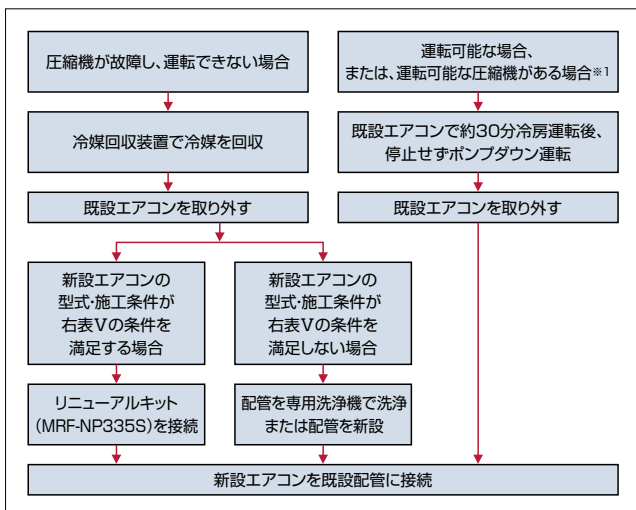 圧縮機が故障し、運転できない場合
冷媒回収装置で冷媒を回収
既設エアコンを取り外す
運転可能な場合、
または、運転可能な圧縮機がある場合※1
既設エアコンで約30分冷房運転後、
停止せずポンプダウン運転
既設エアコンを取り外す
新設エアコンの
型式・施工条件が
右表Ⅴの条件を
満足する場合
新設エアコンの
型式・施工条件が
右表Ⅴの条件を
満足しない場合
リニューアルキット
（MRF-NP335S）を接続
配管を専用洗浄機で洗浄
または配管を新設
新設エアコンを既設配管に接続